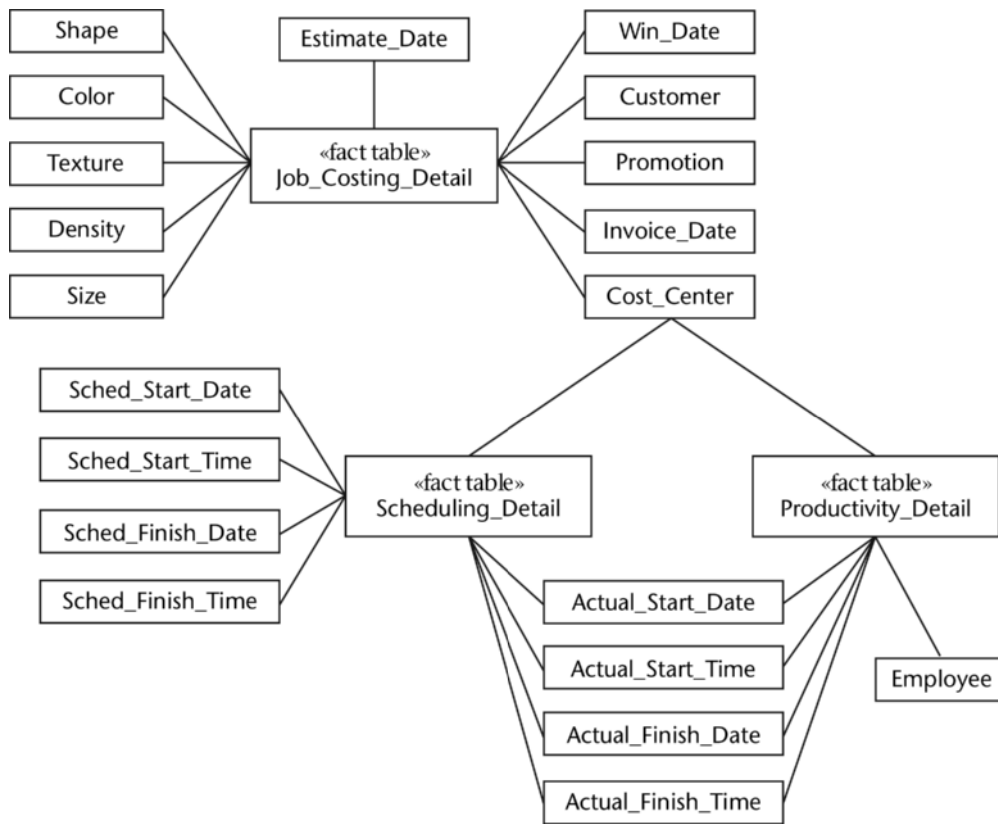 Shape
Estimate_Date
Win_Date
Color
Customer
«fact table»
Job_Costing_Detail
Texture
Promotion
Density
Invoice_Date
Size
Cost_Center
Sched_Start_Date
Sched_Start_Time
«fact table»
Scheduling_Detail
«fact table»
Productivity_Detail
Sched_Finish_Date
Sched_Finish_Time
Actual_Start_Date
Actual_Start_Time
Employee
Actual_Finish_Date
Actual_Finish_Time